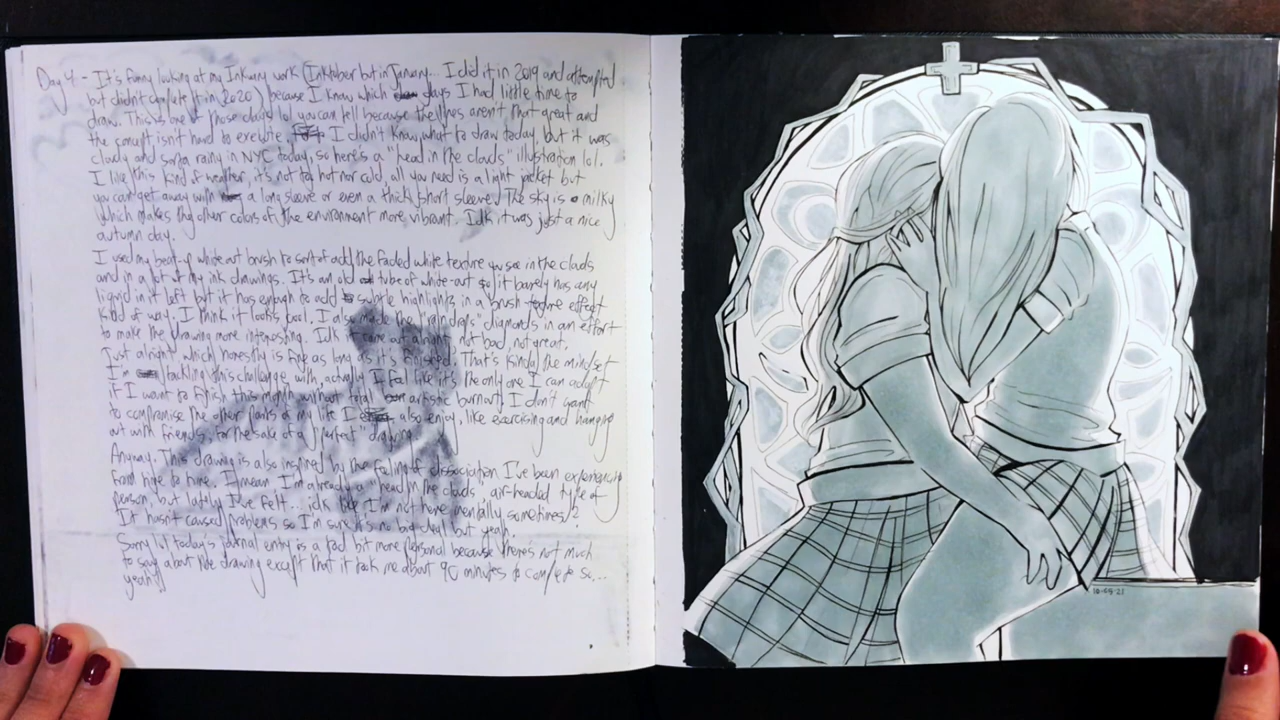 Day 4 - It's funny looking at my Inkuary work (Inktober but in January... I did it in 2019 and attempted
but didn't complete it in 2020) because I know which days I had little time to
draw. This is one of those days lol you can tell because the lines aren't that great and
the concept isn't hard to execute. I didn't know what to draw today, but it was
cloudy and sorta rainy in NYC today, so here's a "head in the clouds" illustration lol.
I like this kind of weather, it's not too hot nor cold, all you need is a light jacket but
you can get away with a long sleeve or even a thick short sleeve. The sky is milky
which makes the other colors of the environment more vibrant. Idk it was just a nice
autumn day.
I used my beat-up white out brush to sort of add the faded white texture you see in the clouds
and in a lot of my ink drawings. It's an old tube of white-out so it barely has any
liquid in it left but it has enough to add subtle highlights in a brush texture effect
kind of way. I think it looks cool. I also made the "raindrops" diamonds in an effort
to make the drawing more interesting. Idk it came out alright, not bad, not great,
Just alright which honestly is fine as long as it's finished. That's kinda the mindset
I'm tackling this challenge with, actually I feel like it's the only one I can adopt
if I want to finish this month without total artistic burnout. I don't want
to compromise the other parts of my life I also enjoy, like exercising and hanging
out with friends, for the sake of a "perfect" drawing.
Anyway. This drawing is also inspired by the feeling of dissociation I've been experiencing
from time to time. I mean I'm already a "head in the clouds", air-headed type of
person, but lately I've felt... idk like I'm not here mentally sometimes?
It hasn't caused problems so I'm sure it's no big deal but yeah.
Sorry lol today's journal entry is a tad bit more personal because there's not much
to say about the drawing except that it took me about 90 minutes to complete so...
yeah
10-09-21